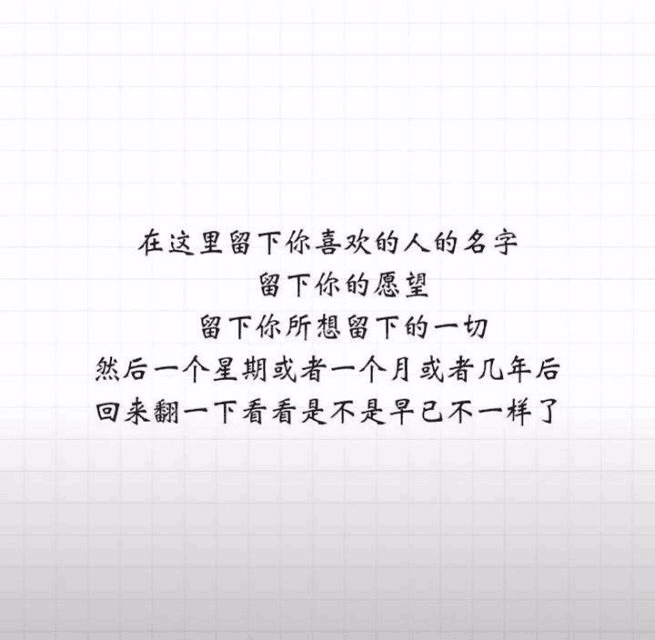 在这里留下你喜欢的人的名字
留下你的愿望
留下你所想留下的一切
然后一个星期或者一个月或者几年后
回来翻一下看看是不是早已不一样了